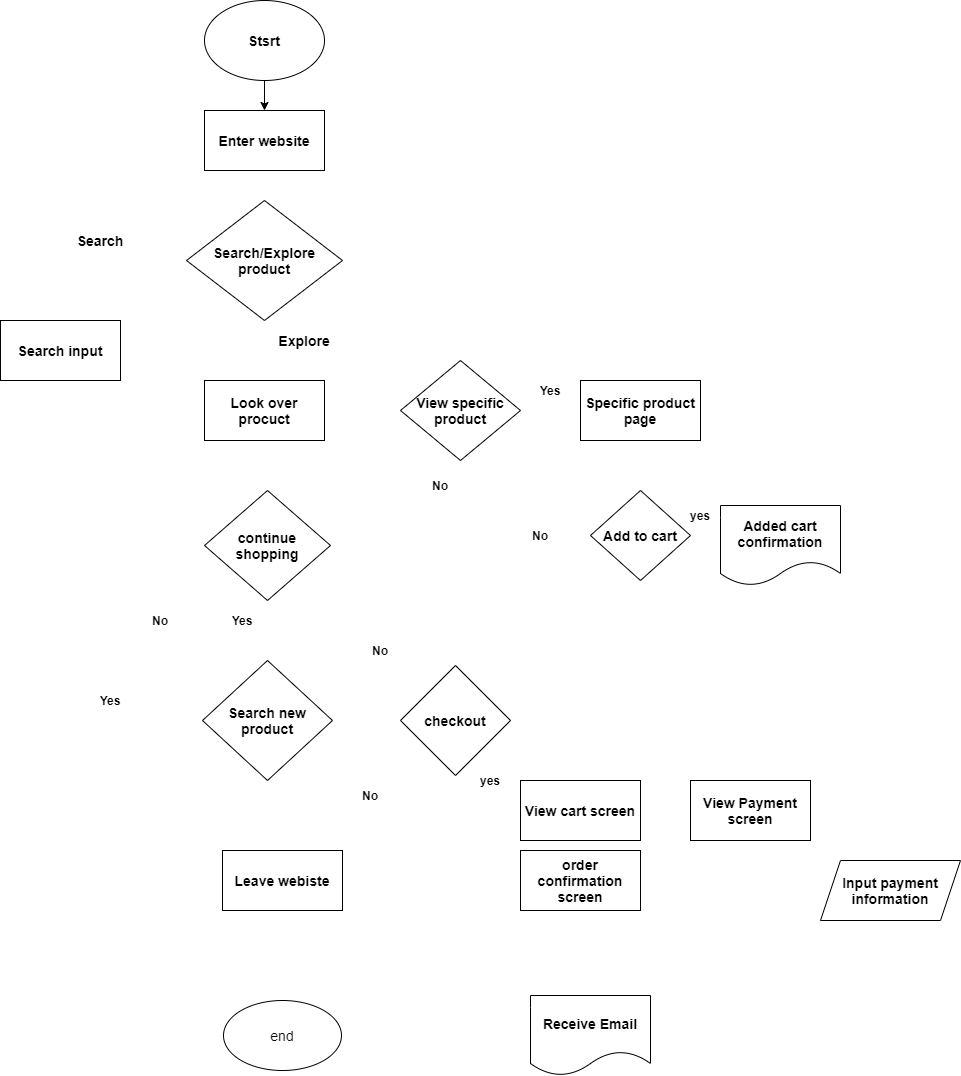 Stsrt
Enter website
Search
Search/Explore
product
Search input
Explore
Look over
procuct
View specific
product
Yes
Specific product
page
No
continue
shopping
No
Add to cart
yes
Added cart
confirmation
No
Yes
No
Yes
Search new
product
checkout
No
yes
View cart screen
View Payment
screen
Leave webiste
order
confirmation
screen
Input payment
information
end
Receive Email